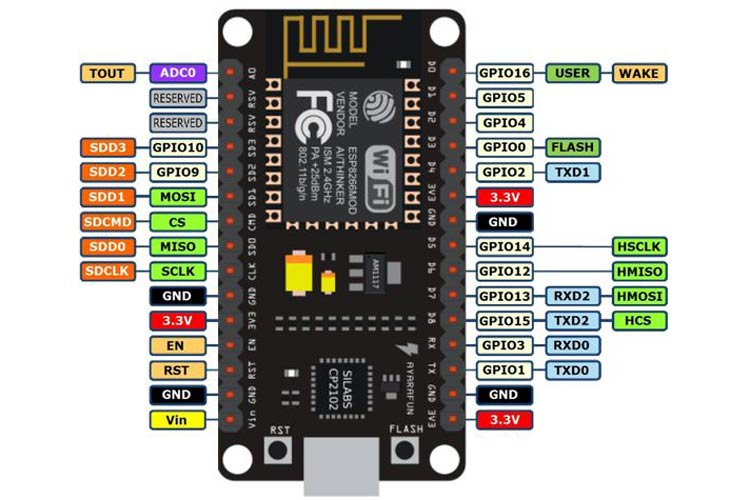 TOUT ADC0 A0 D0 GPIO16 USER WAKE
RESERVED RSV D1 GPIO5
RESERVED RSV D2 GPIO4
SDD3 GPIO10 SD3 D3 GPIO0 FLASH
SDD2 GPIO9 SD2 D4 GPIO2 TXD1
SDD1 MOSI SD1 3V3 3.3V
SDCMD CS CMD GND GND
SDD0 MISO SD0 D5 GPIO14 HSCLK
SDCLK SCLK CLK D6 GPIO12 HMISO
GND GND D7 GPIO13 RXD2 HMOSI
3.3V 3V3 D8 GPIO15 TXD2 HCS
EN EN RX GPIO3 RXD0
RST RST TX GPIO1 TXD0
GND GND GND GND
Vin Vin 3V3 3.3V
MODEL ESP8266MOD
VENDOR AI/THINKER
ISM 2.4GHz
PA +25dBm
802.11b/g/n
FC
WiFi
AM1117
SILABS
CP2102
AYARAFUN
RST
FLASH